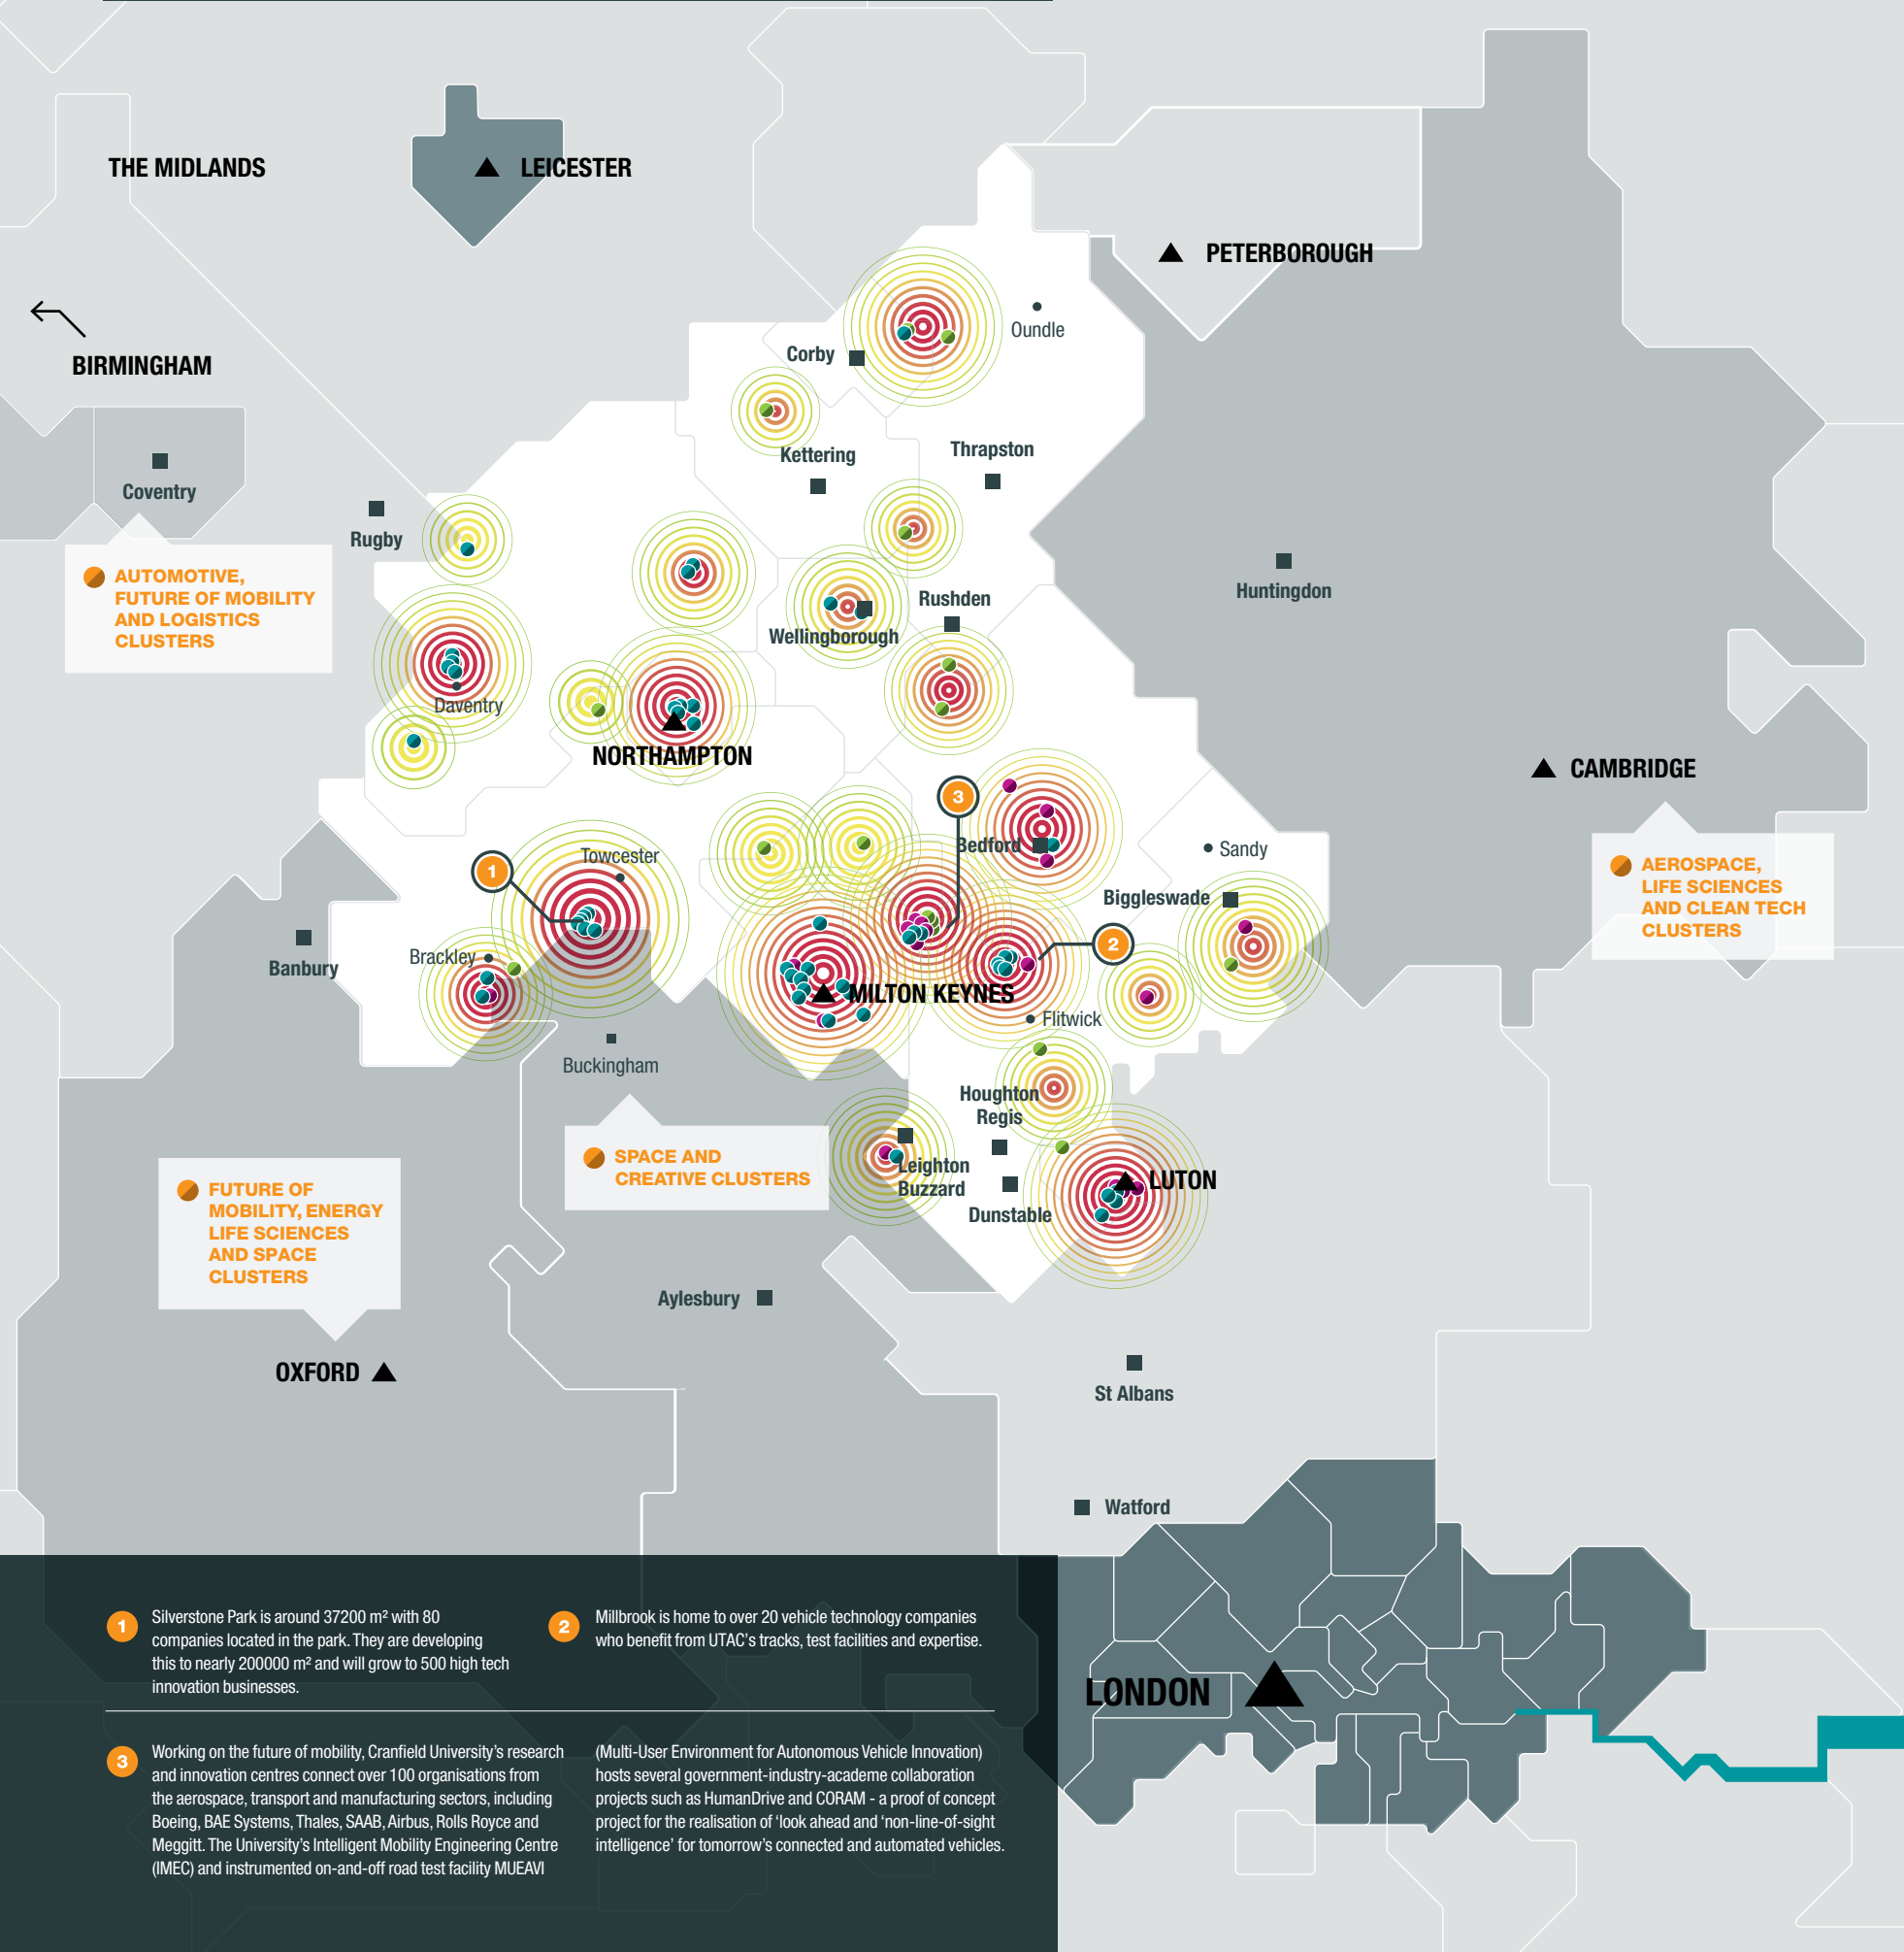 THE MIDLANDS
LEICESTER
PETERBOROUGH
BIRMINGHAM
Oundle
Corby
Kettering
Thrapston
Coventry
Rugby
Huntingdon
Rushden
Wellingborough
AUTOMOTIVE,
FUTURE OF MOBILITY
AND LOGISTICS
CLUSTERS
Daventry
NORTHAMPTON
CAMBRIDGE
3
Bedford
Sandy
Towcester
1
Biggleswade
AEROSPACE,
LIFE SCIENCES
AND CLEAN TECH
CLUSTERS
2
Banbury
Brackley
MILTON KEYNES
Flitwick
Buckingham
Houghton
Regis
SPACE AND
CREATIVE CLUSTERS
Leighton
Buzzard
LUTON
Dunstable
FUTURE OF
MOBILITY, ENERGY
LIFE SCIENCES
AND SPACE
CLUSTERS
Aylesbury
OXFORD
St Albans
Watford
LONDON
1
Silverstone Park is around 37200 m² with 80
companies located in the park. They are developing
this to nearly 200000 m² and will grow to 500 high tech
innovation businesses.
2
Millbrook is home to over 20 vehicle technology companies
who benefit from UTAC's tracks, test facilities and expertise.
3
Working on the future of mobility, Cranfield University's research
and innovation centres connect over 100 organisations from
the aerospace, transport and manufacturing sectors, including
Boeing, BAE Systems, Thales, SAAB, Airbus, Rolls Royce and
Meggitt. The University's Intelligent Mobility Engineering Centre
(IMEC) and instrumented on-and-off road test facility MUEAVI
(Multi-User Environment for Autonomous Vehicle Innovation)
hosts several government-industry-academe collaboration
projects such as HumanDrive and CORAM - a proof of concept
project for the realisation of 'look ahead and 'non-line-of-sight
intelligence' for tomorrow's connected and automated vehicles.